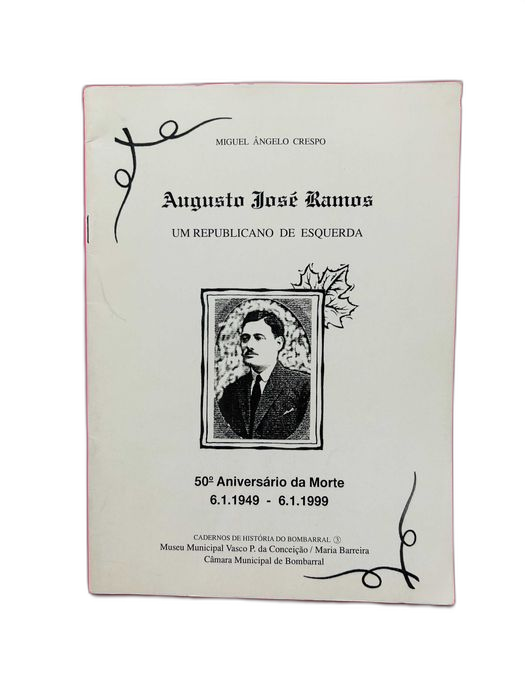 MIGUEL ÂNGELO CRESPO
Augusto José Ramos
UM REPUBLICANO DE ESQUERDA
50º Aniversário da Morte
6.1.1949 - 6.1.1999
CADERNOS DE HISTÓRIA DO BOMBARRAL ③
Museu Municipal Vasco P. da Conceição / Maria Barreira
Câmara Municipal de Bombarral